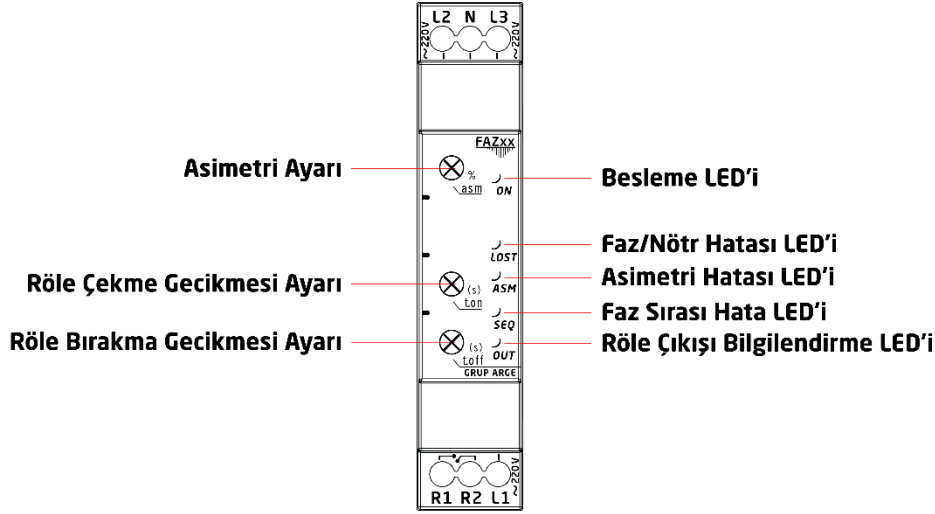 L2 N L3
~220V
~220V
FAZxx
Asimetri Ayarı
%
asm
ON
Besleme LED'i
LOST
Faz/Nötr Hatası LED'i
Röle Çekme Gecikmesi Ayarı
(s)
ton
ASM
Asimetri Hatası LED'i
SEQ
Faz Sırası Hata LED'i
Röle Bırakma Gecikmesi Ayarı
(s)
toff
OUT
Röle Çıkışı Bilgilendirme LED'i
GRUP ARGE
~220V
R1 R2 L1